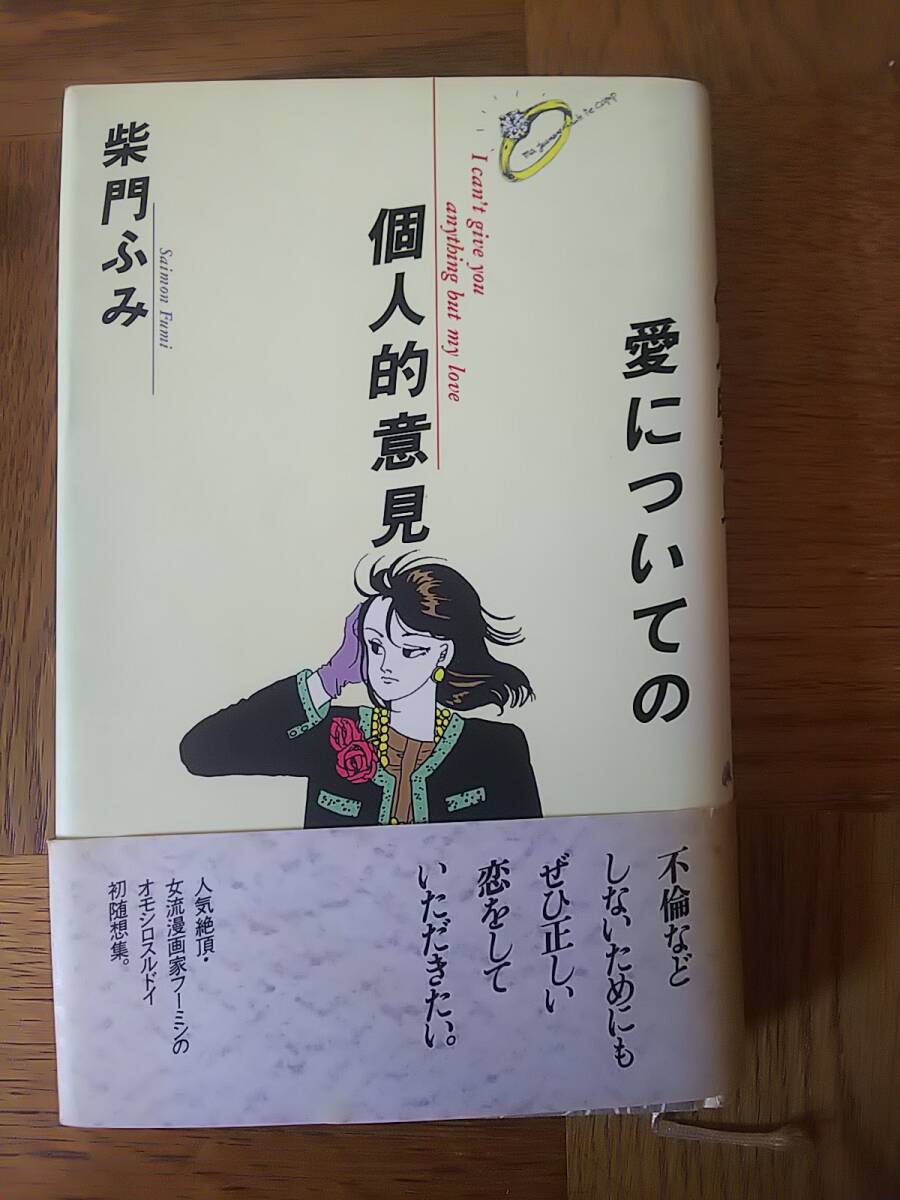 愛についての
個人的意見
I can't give you
anything but my love
柴門ふみ
Saimon Fumi
不倫など
しないためにも
ぜひ正しい
恋をして
いただきたい。
人気絶頂・
女流漫画家フーミンの
オモシロスルドイ
初随想集。